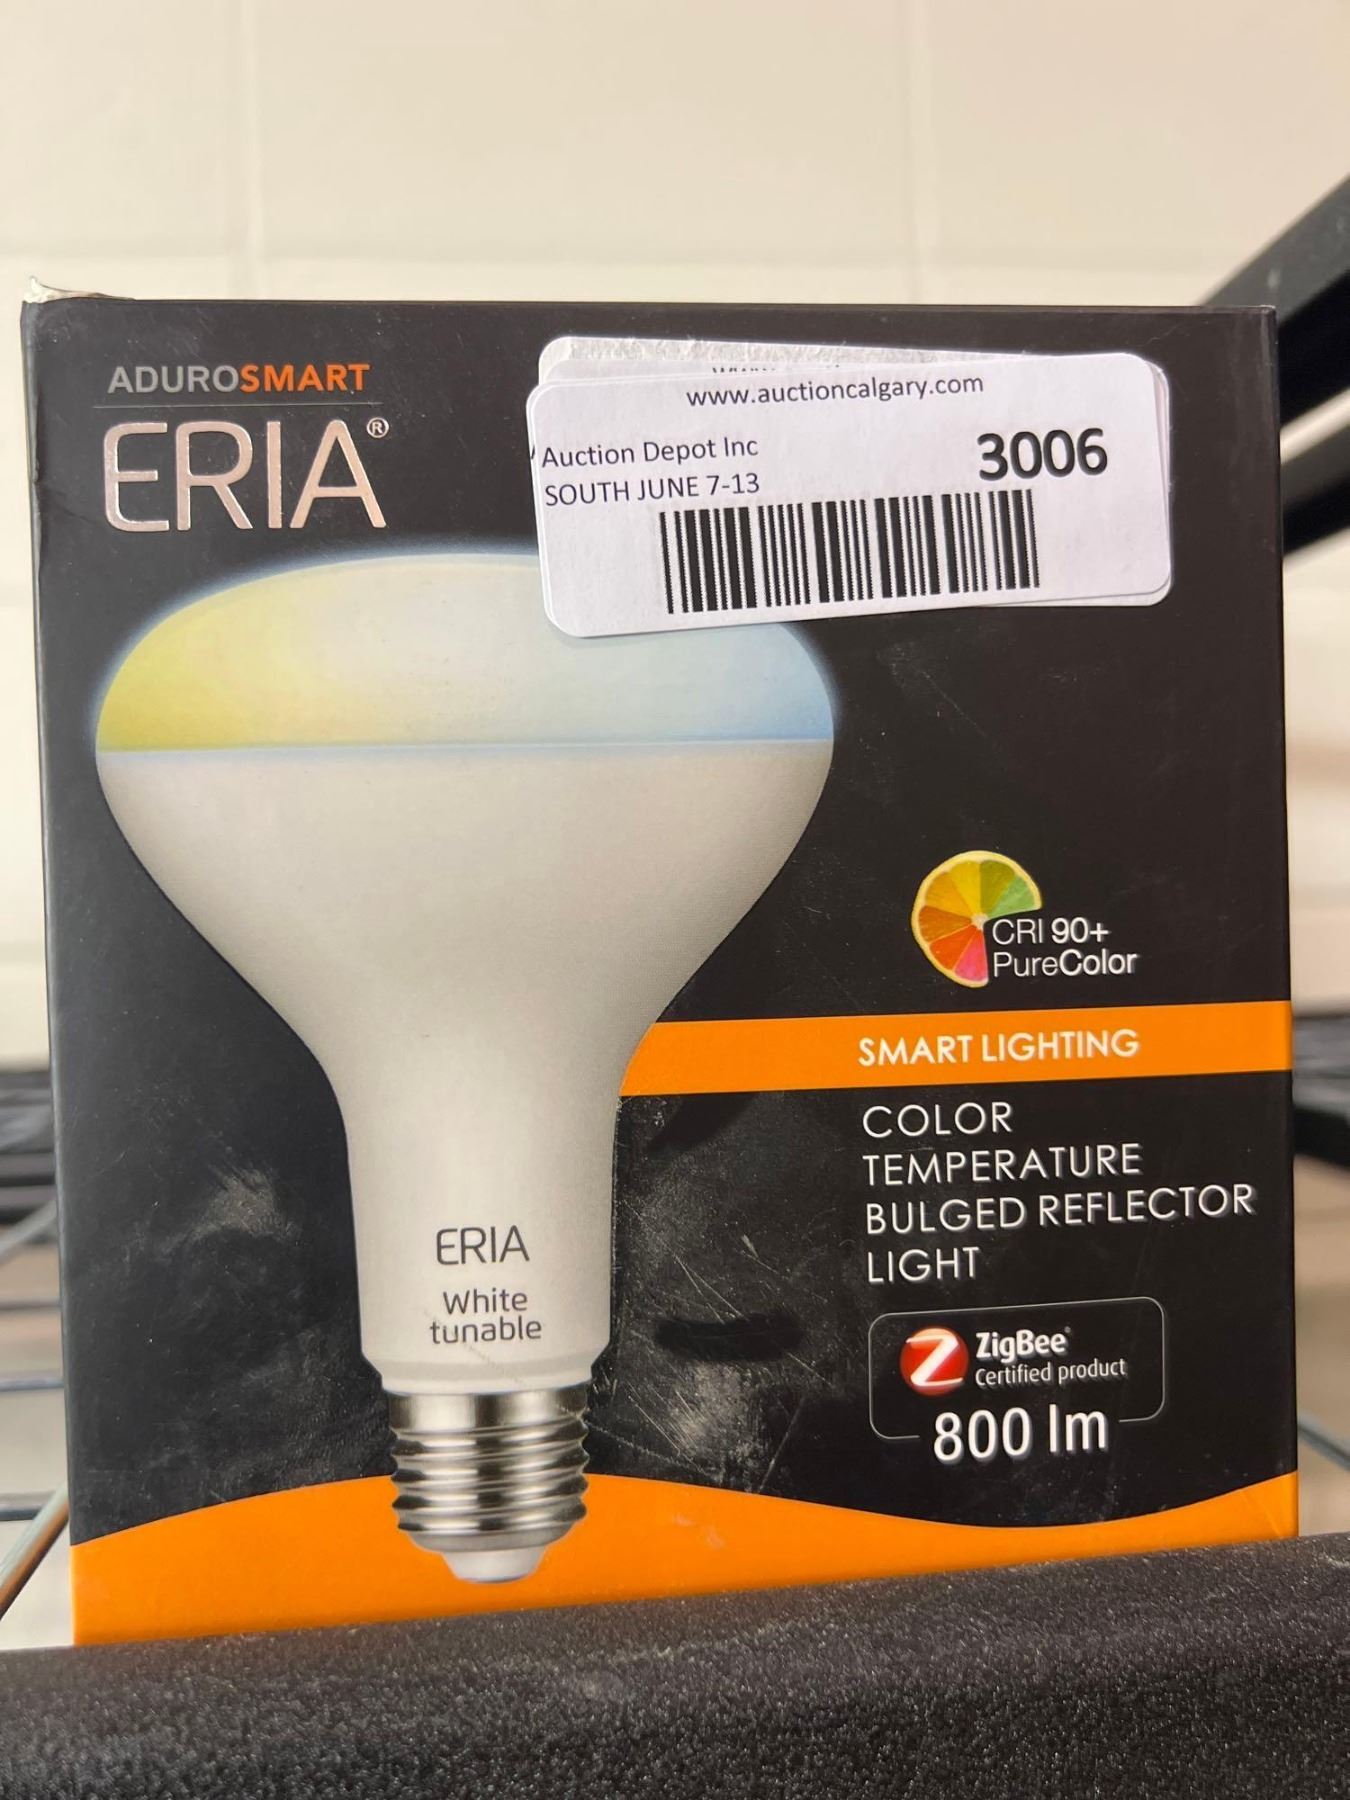 ADUROSMART
ERIA®
www.auctioncalgary.com
Auction Depot Inc
3006
SOUTH JUNE 7-13
CRI 90+
PureColor
SMART LIGHTING
COLOR
TEMPERATURE
BULGED REFLECTOR
LIGHT
ERIA
White
tunable
ZigBee®
Certified product
800 lm